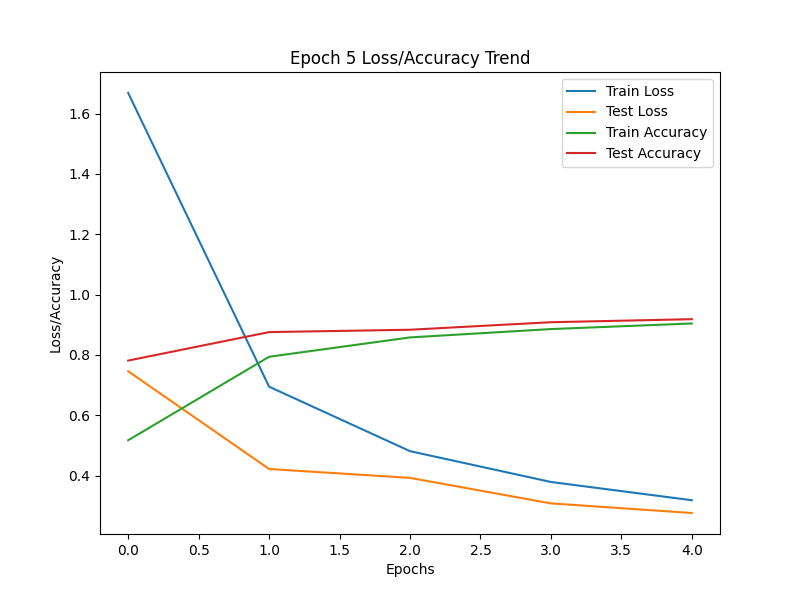 Epoch 5 Loss/Accuracy Trend
Train Loss
Test Loss
Train Accuracy
Test Accuracy
1.6
1.4
1.2
1.0
0.8
0.6
0.4
Loss/Accuracy
0.0 0.5 1.0 1.5 2.0 2.5 3.0 3.5 4.0
Epochs